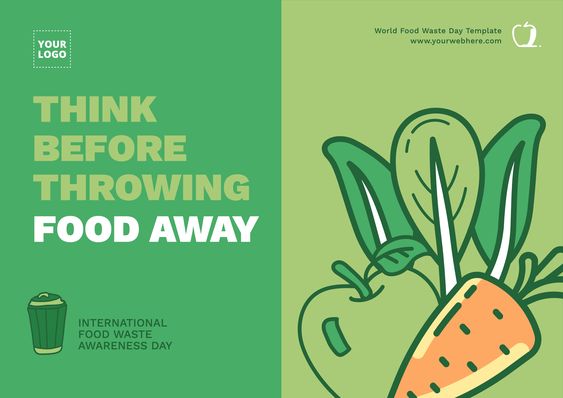 YOUR
LOGO
THINK
BEFORE
THROWING
FOOD AWAY
INTERNATIONAL
FOOD WASTE
AWARENESS DAY
World Food Waste Day Template
www.yourwebhere.com